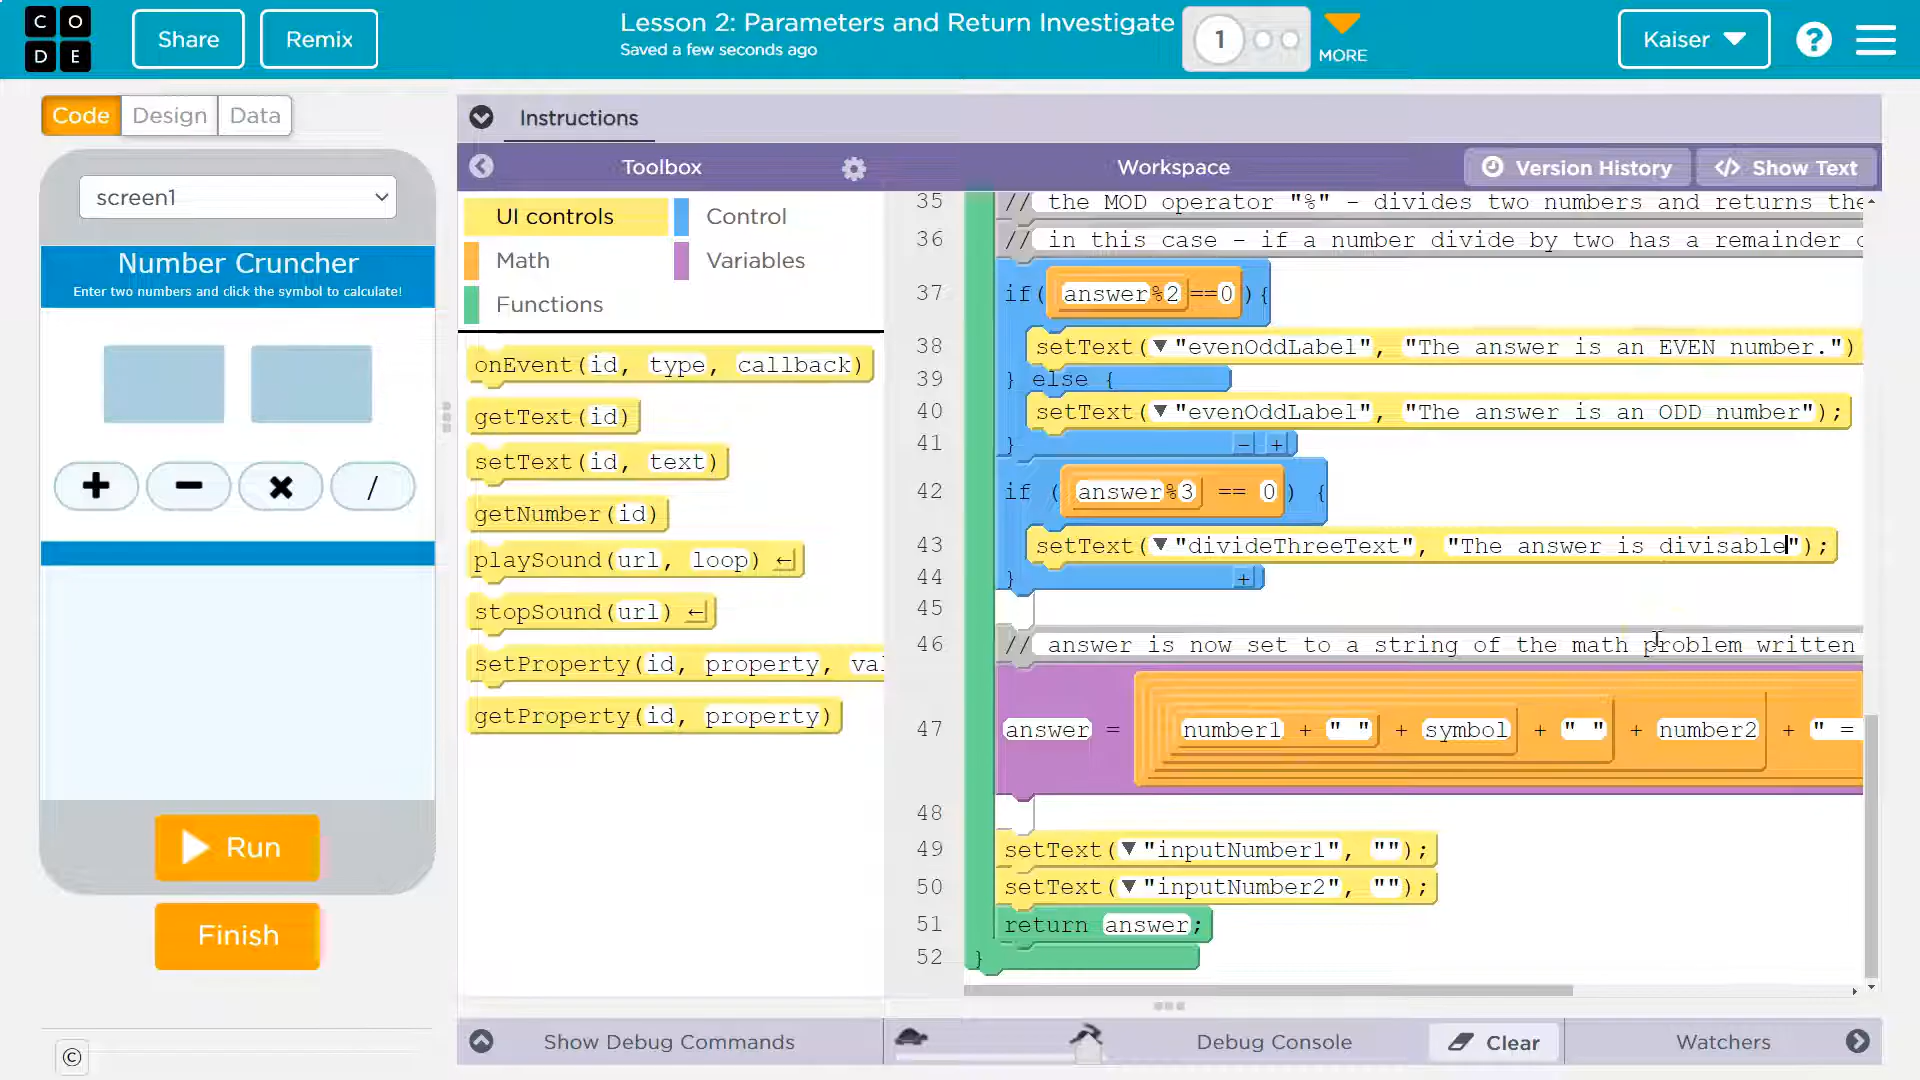 CODE
Share
Remix
Lesson 2: Parameters and Return Investigate
Saved a few seconds ago
1
MORE
Kaiser
?
Code
Design
Data
Instructions
Toolbox
Workspace
Version History
</> Show Text
screen1
Number Cruncher
Enter two numbers and click the symbol to calculate!
+ - × /
Run
Finish
©
UI controls
Control
Math
Variables
Functions
onEvent(id, type, callback)
getText(id)
setText(id, text)
getNumber(id)
playSound(url, loop)
stopSound(url)
setProperty(id, property, val
getProperty(id, property)
35 // the MOD operator "%" - divides two numbers and returns the
36 // in this case - if a number divide by two has a remainder
37 if( answer%2 ==0 ){
38 setText( ▼ "evenOddLabel", "The answer is an EVEN number.")
39 } else {
40 setText( ▼ "evenOddLabel", "The answer is an ODD number");
41 } - +
42 if ( answer%3 == 0 ) {
43 setText( ▼ "divideThreeText", "The answer is divisable");
44 } +
45
46 // answer is now set to a string of the math problem written
47 answer = number1 + " " + symbol + " " + number2 + " =
48
49 setText( ▼ "inputNumber1", "");
50 setText( ▼ "inputNumber2", "");
51 return answer;
52 }
Show Debug Commands
Debug Console
Clear
Watchers